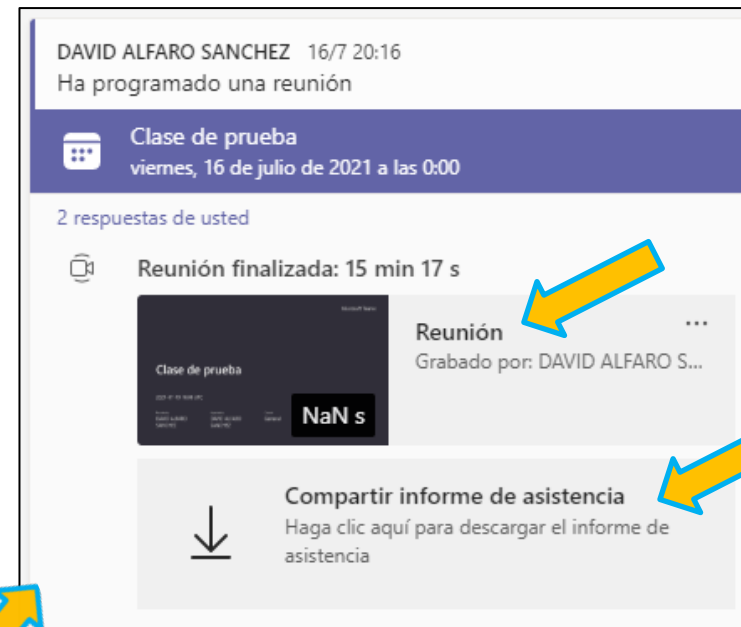 DAVID ALFARO SANCHEZ 16/7 20:16
Ha programado una reunión
Clase de prueba
viernes, 16 de julio de 2021 a las 0:00
2 respuestas de usted
Reunión finalizada: 15 min 17 s
Microsoft Teams
Clase de prueba
NaN s
Reunión
...
Grabado por: DAVID ALFARO S...
Compartir informe de asistencia
Haga clic aquí para descargar el informe de
asistencia